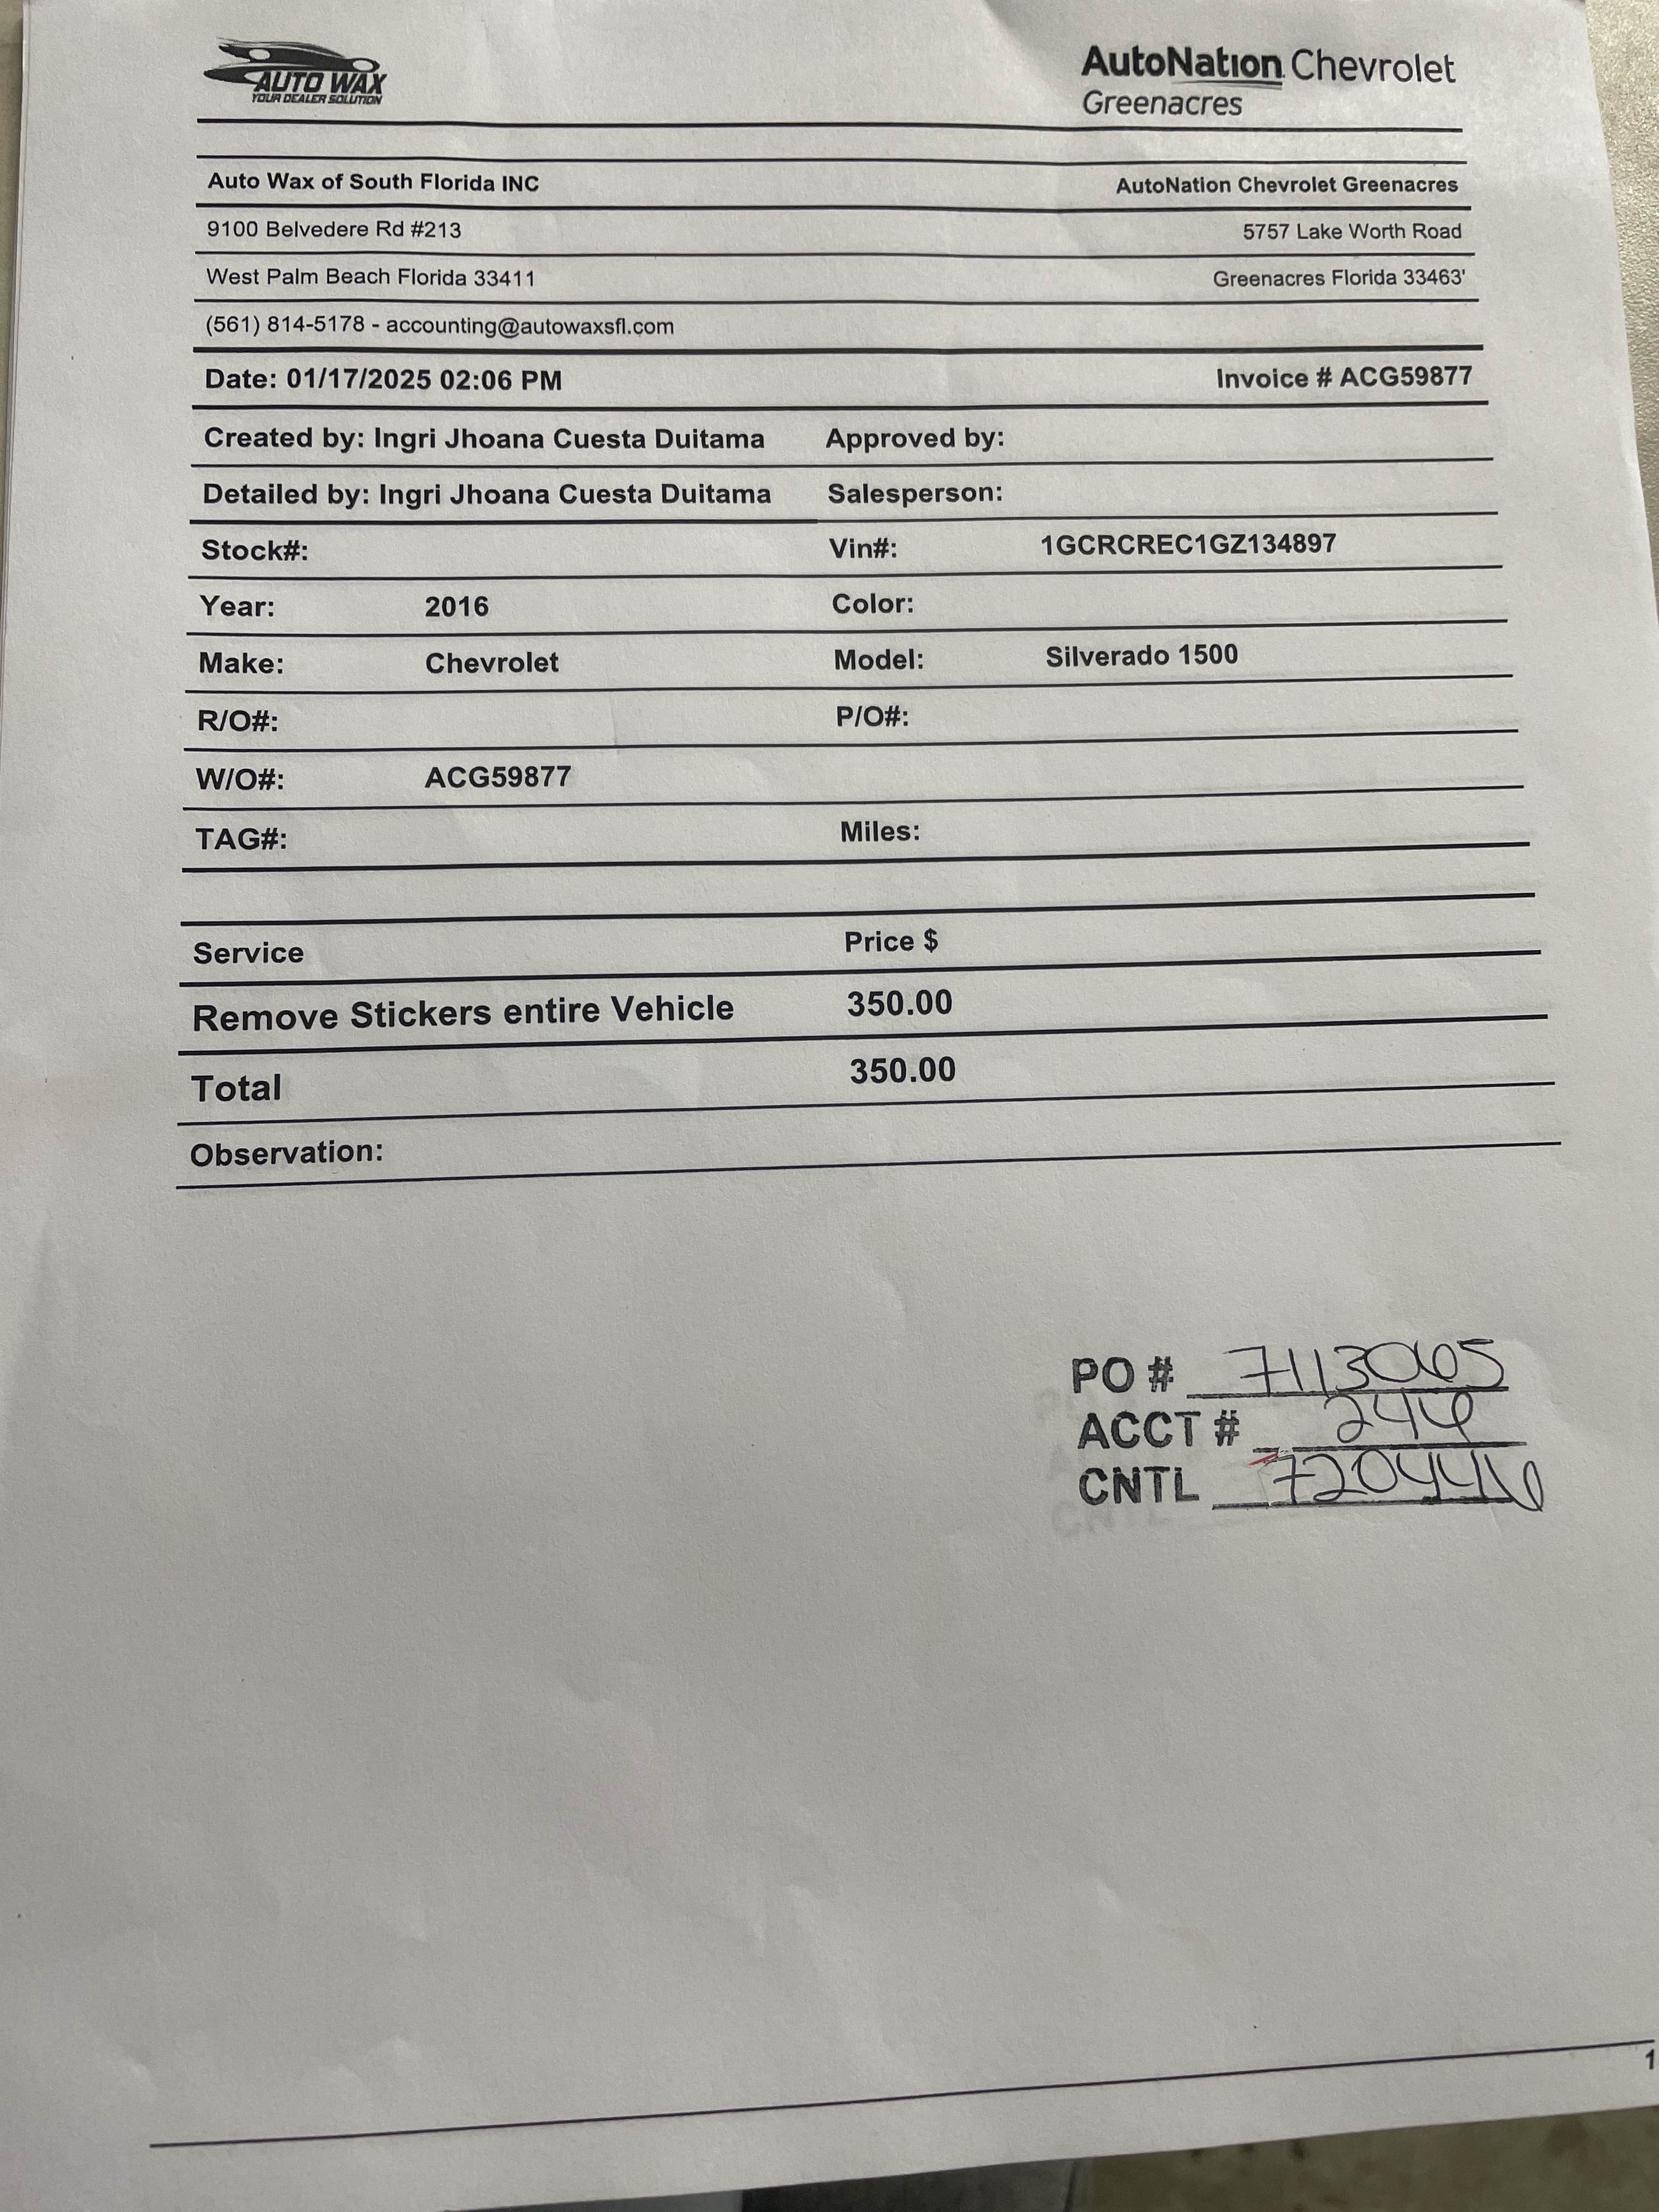 AUTO WAX
YOUR DEALER SOLUTION
AutoNation Chevrolet
Greenacres
Auto Wax of South Florida INC AutoNation Chevrolet Greenacres
9100 Belvedere Rd #213 5757 Lake Worth Road
West Palm Beach Florida 33411 Greenacres Florida 33463'
(561) 814-5178 - accounting@autowaxsfl.com
Date: 01/17/2025 02:06 PM Invoice # ACG59877
Created by: Ingri Jhoana Cuesta Duitama Approved by:
Detailed by: Ingri Jhoana Cuesta Duitama Salesperson:
Stock#: Vin#: 1GCRCREC1GZ134897
Year: 2016 Color:
Make: Chevrolet Model: Silverado 1500
R/O#: P/O#:
W/O#: ACG59877
TAG#: Miles:
Service Price $
Remove Stickers entire Vehicle 350.00
Total 350.00
Observation:
PO # 7113065
ACCT #
CNTL
1